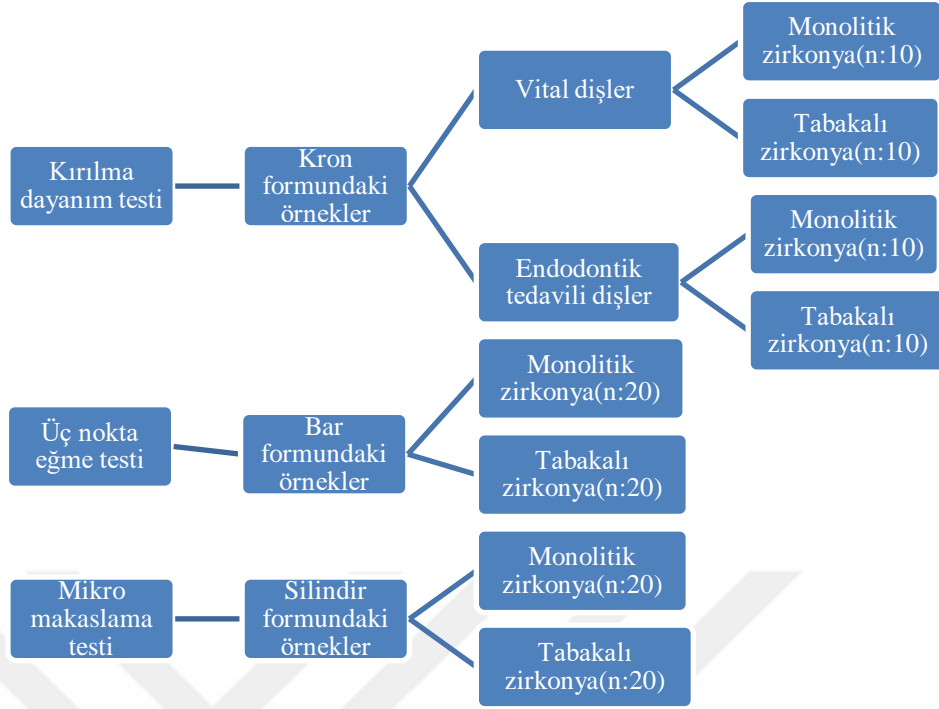 Kırılma
dayanım testi
Kron
formundaki
örnekler
Vital dişler
Monolitik
zirkonya(n:10)
Tabakalı
zirkonya(n:10)
Endodontik
tedavili dişler
Monolitik
zirkonya(n:10)
Tabakalı
zirkonya(n:10)
Üç nokta
eğme testi
Bar
formundaki
örnekler
Monolitik
zirkonya(n:20)
Tabakalı
zirkonya(n:20)
Mikro
makaslama
testi
Silindir
formundaki
örnekler
Monolitik
zirkonya(n:20)
Tabakalı
zirkonya(n:20)